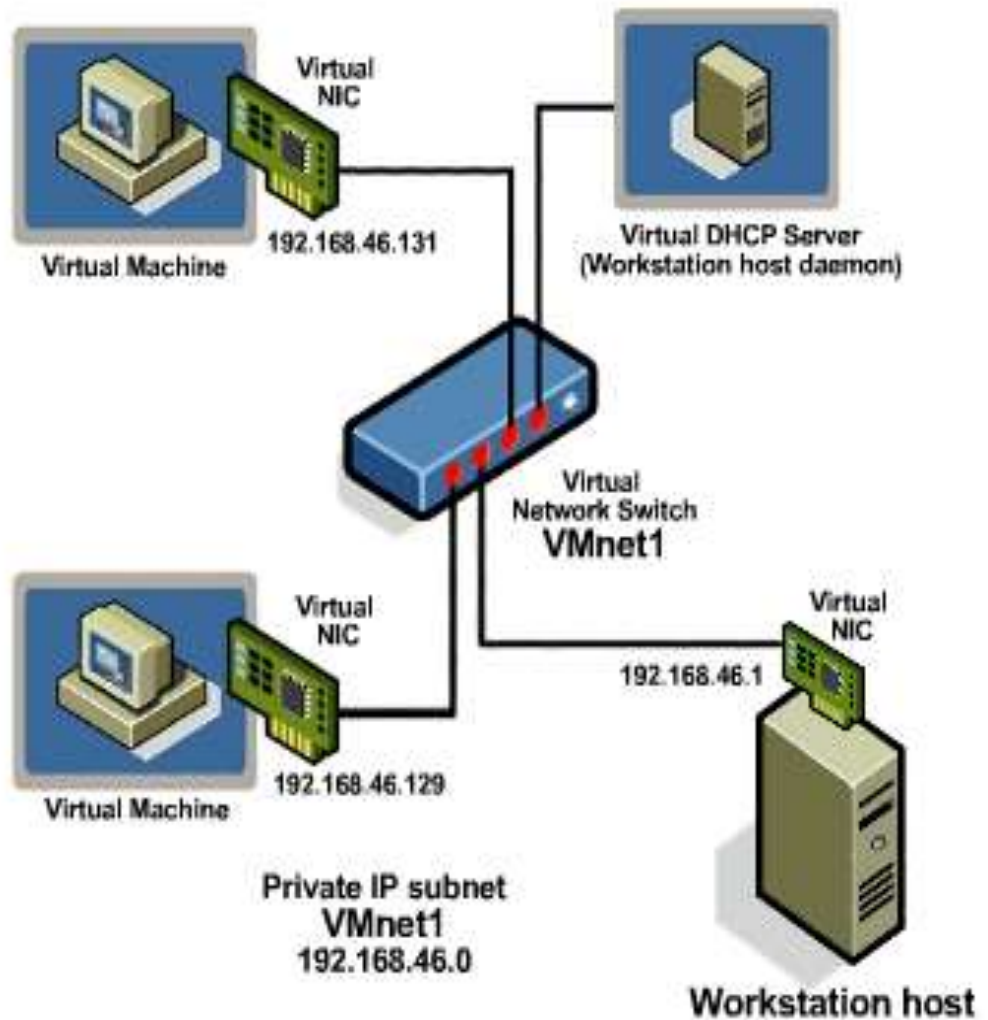 Virtual
NIC
192.168.46.131
Virtual Machine
Virtual DHCP Server
(Workstation host daemon)
Virtual
Network Switch
VMnet1
Virtual
NIC
192.168.46.129
Virtual Machine
Virtual
NIC
192.168.46.1
Private IP subnet
VMnet1
192.168.46.0
Workstation host